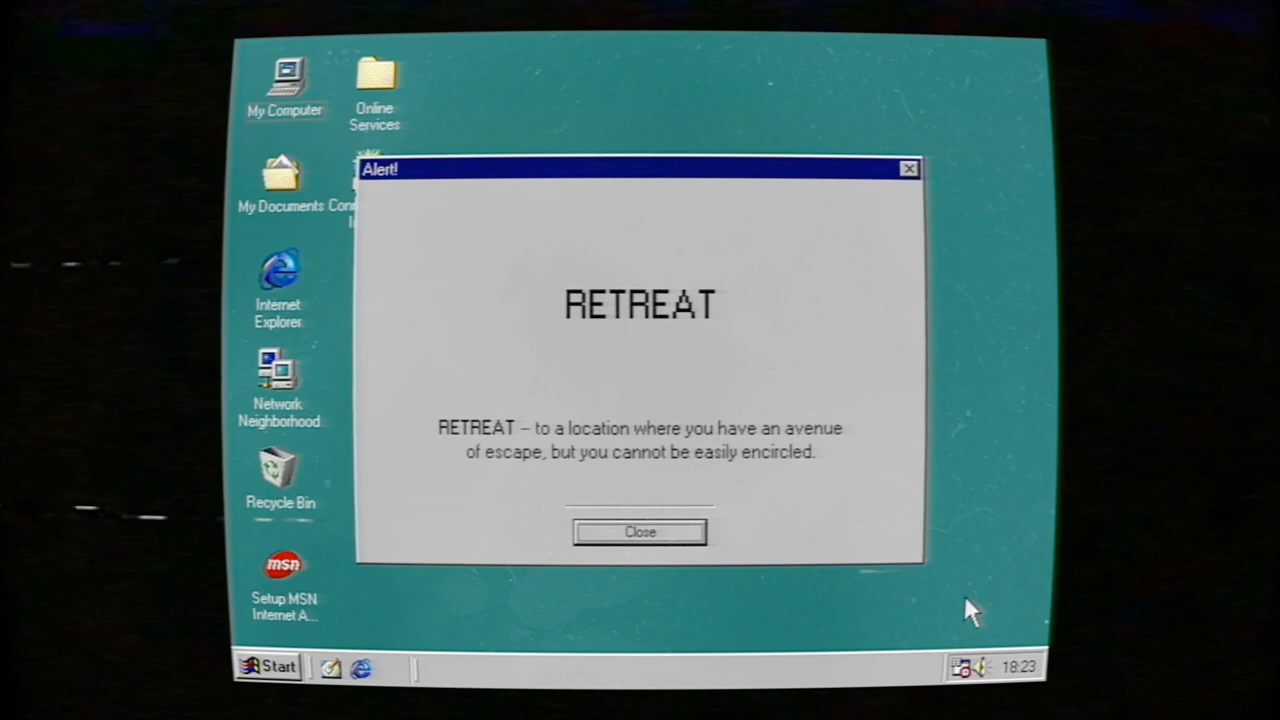 My Computer
Online
Services
Alert!
My Documents
Internet
Explorer
RETREAT
Network
Neighborhood
RETREAT – to a location where you have an avenue
of escape, but you cannot be easily encircled.
Recycle Bin
Close
msn
Setup MSN
Internet A...
Start
18:23